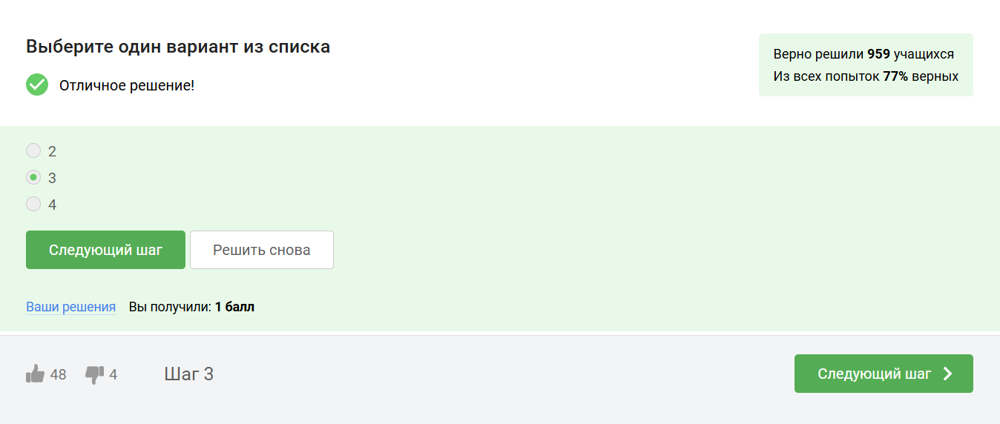 Выберите один вариант из списка
Верно решили 959 учащихся
Из всех попыток 77% верных
Отличное решение!
2
3
4
Следующий шаг
Решить снова
Ваши решения Вы получили: 1 балл
48 4 Шаг 3 Следующий шаг